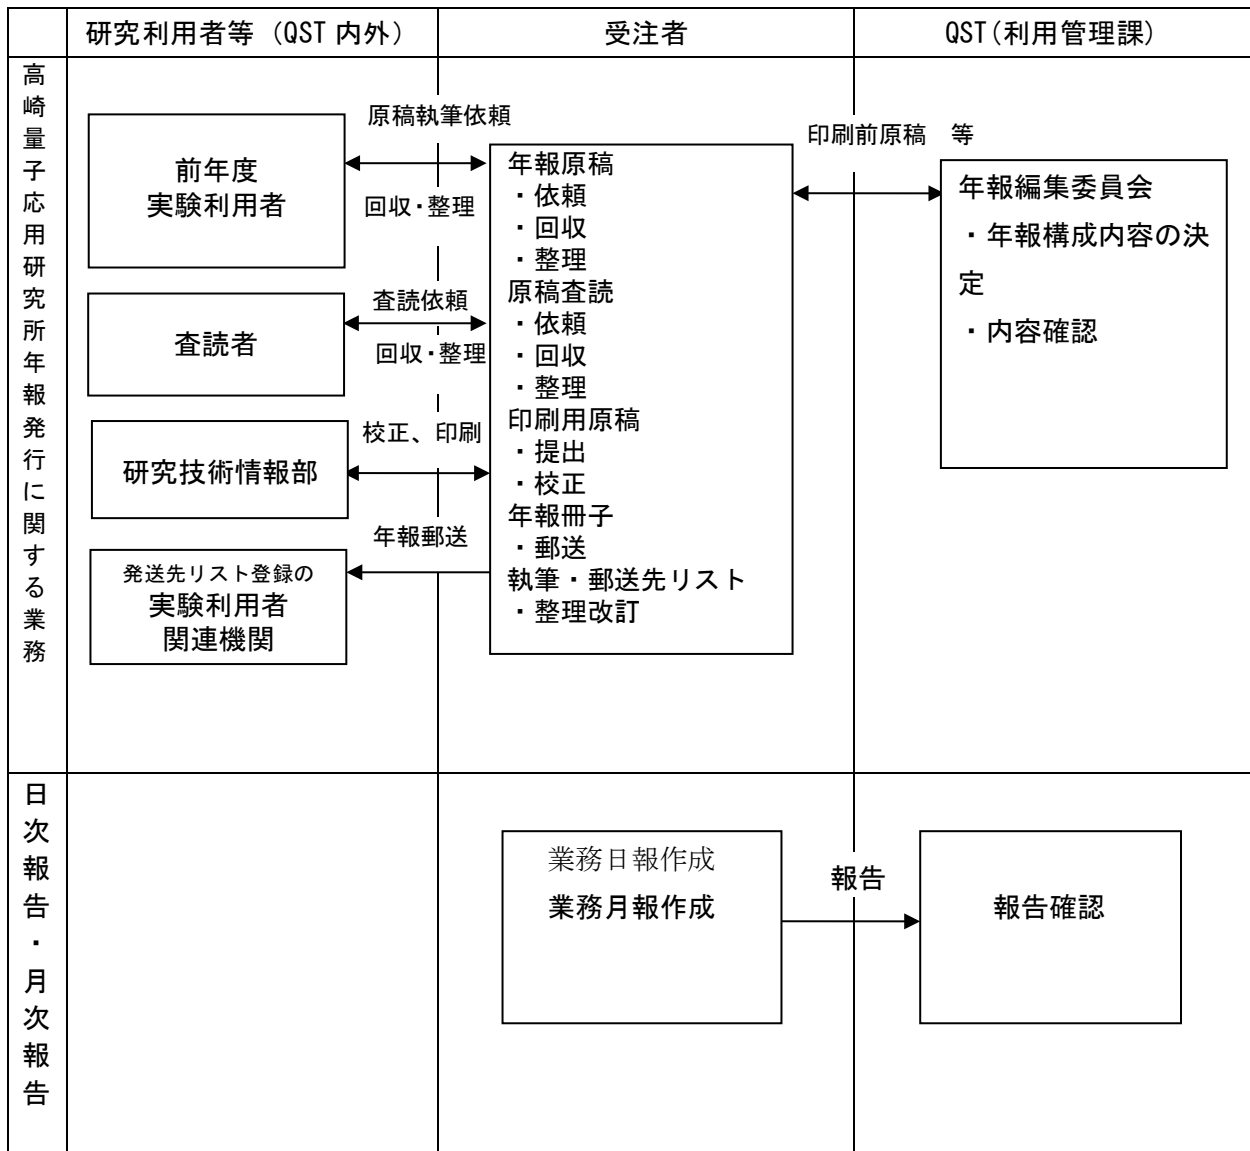 研究利用者等（QST 内外）
受注者
QST(利用管理課)
高崎量子応用研究所年報発行に関する業務
前年度
実験利用者
原稿執筆依頼
回収・整理
査読者
査読依頼
回収・整理
研究技術情報部
校正、印刷
発送先リスト登録の
実験利用者
関連機関
年報郵送
年報原稿
・依頼
・回収
・整理
原稿査読
・依頼
・回収
・整理
印刷用原稿
・提出
・校正
年報冊子
・郵送
執筆・郵送先リスト
・整理改訂
印刷前原稿　等
年報編集委員会
・年報構成内容の決
定
・内容確認
日次報告・月次報告
業務日報作成
業務月報作成
報告
報告確認